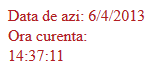 Data de azi: 6/4/2013
Ora curenta:
14:37:11